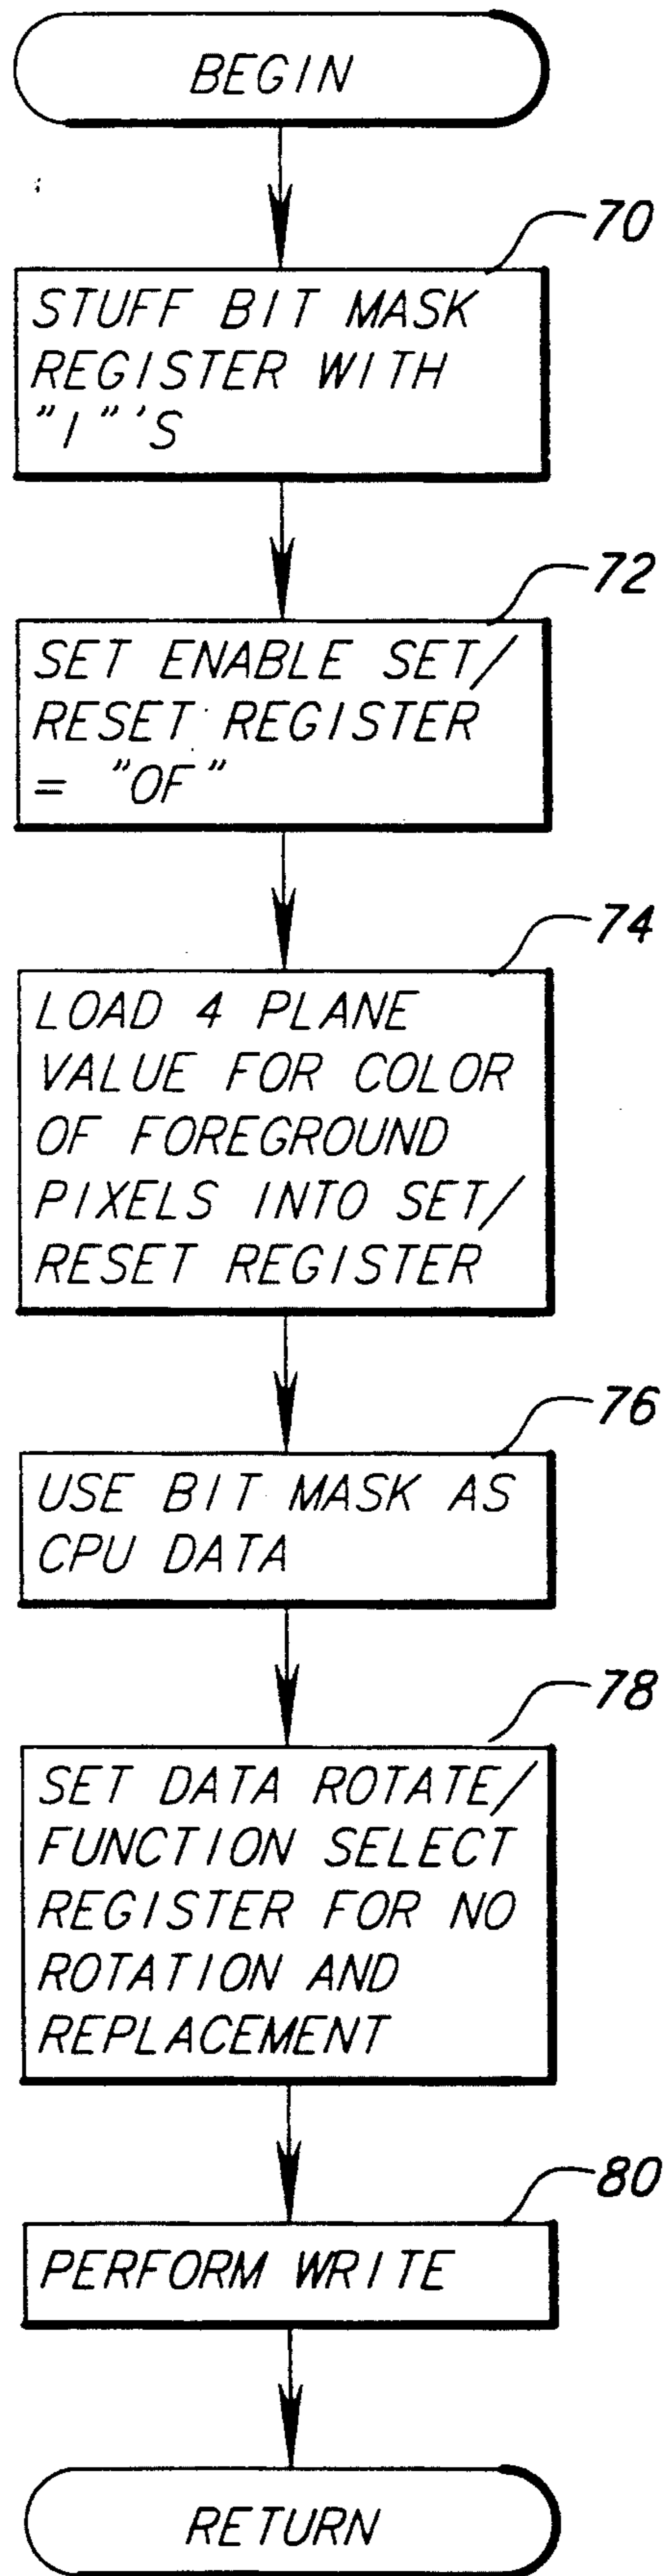 BEGIN
70
STUFF BIT MASK
REGISTER WITH
"1"'S
72
SET ENABLE SET/
RESET REGISTER
= "OF"
74
LOAD 4 PLANE
VALUE FOR COLOR
OF FOREGROUND
PIXELS INTO SET/
RESET REGISTER
76
USE BIT MASK AS
CPU DATA
78
SET DATA ROTATE/
FUNCTION SELECT
REGISTER FOR NO
ROTATION AND
REPLACEMENT
80
PERFORM WRITE
RETURN